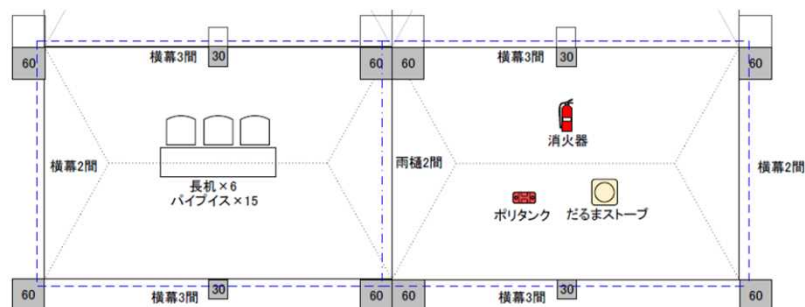 横幕3間
30
横幕3間
30
60
60
60
60
消火器
横幕2間
雨樋2間
横幕2間
長机×6
パイプイス×15
ポリタンク
だるまストーブ
60
横幕3間
30
60
60
横幕3間
30
60